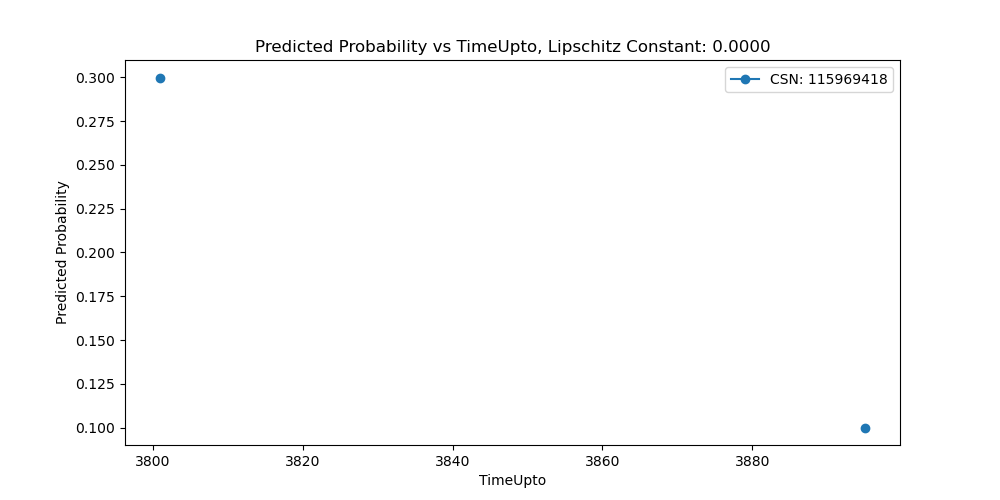 Predicted Probability vs TimeUpto, Lipschitz Constant: 0.0000
CSN: 115969418
Predicted Probability
0.300
0.275
0.250
0.225
0.200
0.175
0.150
0.125
0.100
3800 3820 3840 3860 3880
TimeUpto